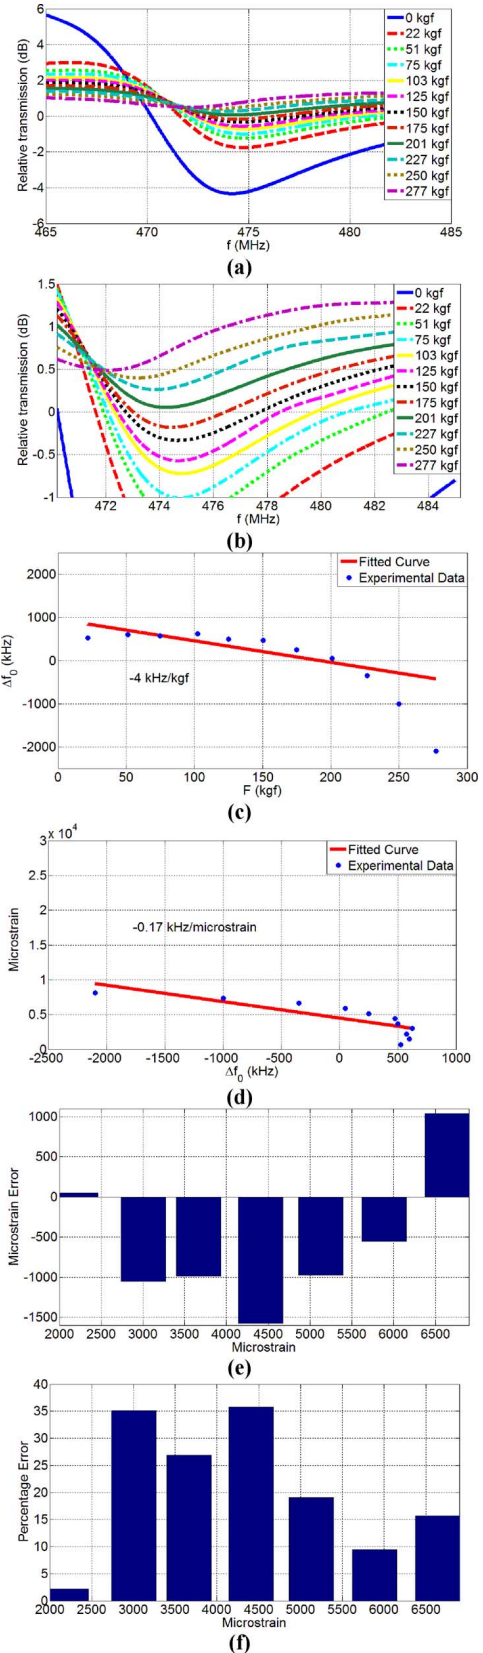 6
4
2
0
-2
-4
-6
465 470 475 480 485
Relative transmission (dB)
f (MHz)
0 kgf
22 kgf
51 kgf
75 kgf
103 kgf
125 kgf
150 kgf
175 kgf
201 kgf
227 kgf
250 kgf
277 kgf
(a)
1.5
1
0.5
0
-0.5
-1
472 474 476 478 480 482 484
Relative transmission (dB)
f (MHz)
0 kgf
22 kgf
51 kgf
75 kgf
103 kgf
125 kgf
150 kgf
175 kgf
201 kgf
227 kgf
250 kgf
277 kgf
(b)
2000
1000
0
-1000
-2000
0 50 100 150 200 250 300
Δf₀ (kHz)
F (kgf)
Fitted Curve
Experimental Data
-4 kHz/kgf
(c)
3 x 10⁴
2.5
2
1.5
1
0.5
0
-2500 -2000 -1500 -1000 -500 0 500 1000
Microstrain
Δf₀ (kHz)
Fitted Curve
Experimental Data
-0.17 kHz/microstrain
(d)
1000
500
0
-500
-1000
-1500
2000 2500 3000 3500 4000 4500 5000 5500 6000 6500
Microstrain Error
Microstrain
(e)
40
35
30
25
20
15
10
5
0
2000 2500 3000 3500 4000 4500 5000 5500 6000 6500
Percentage Error
Microstrain
(f)